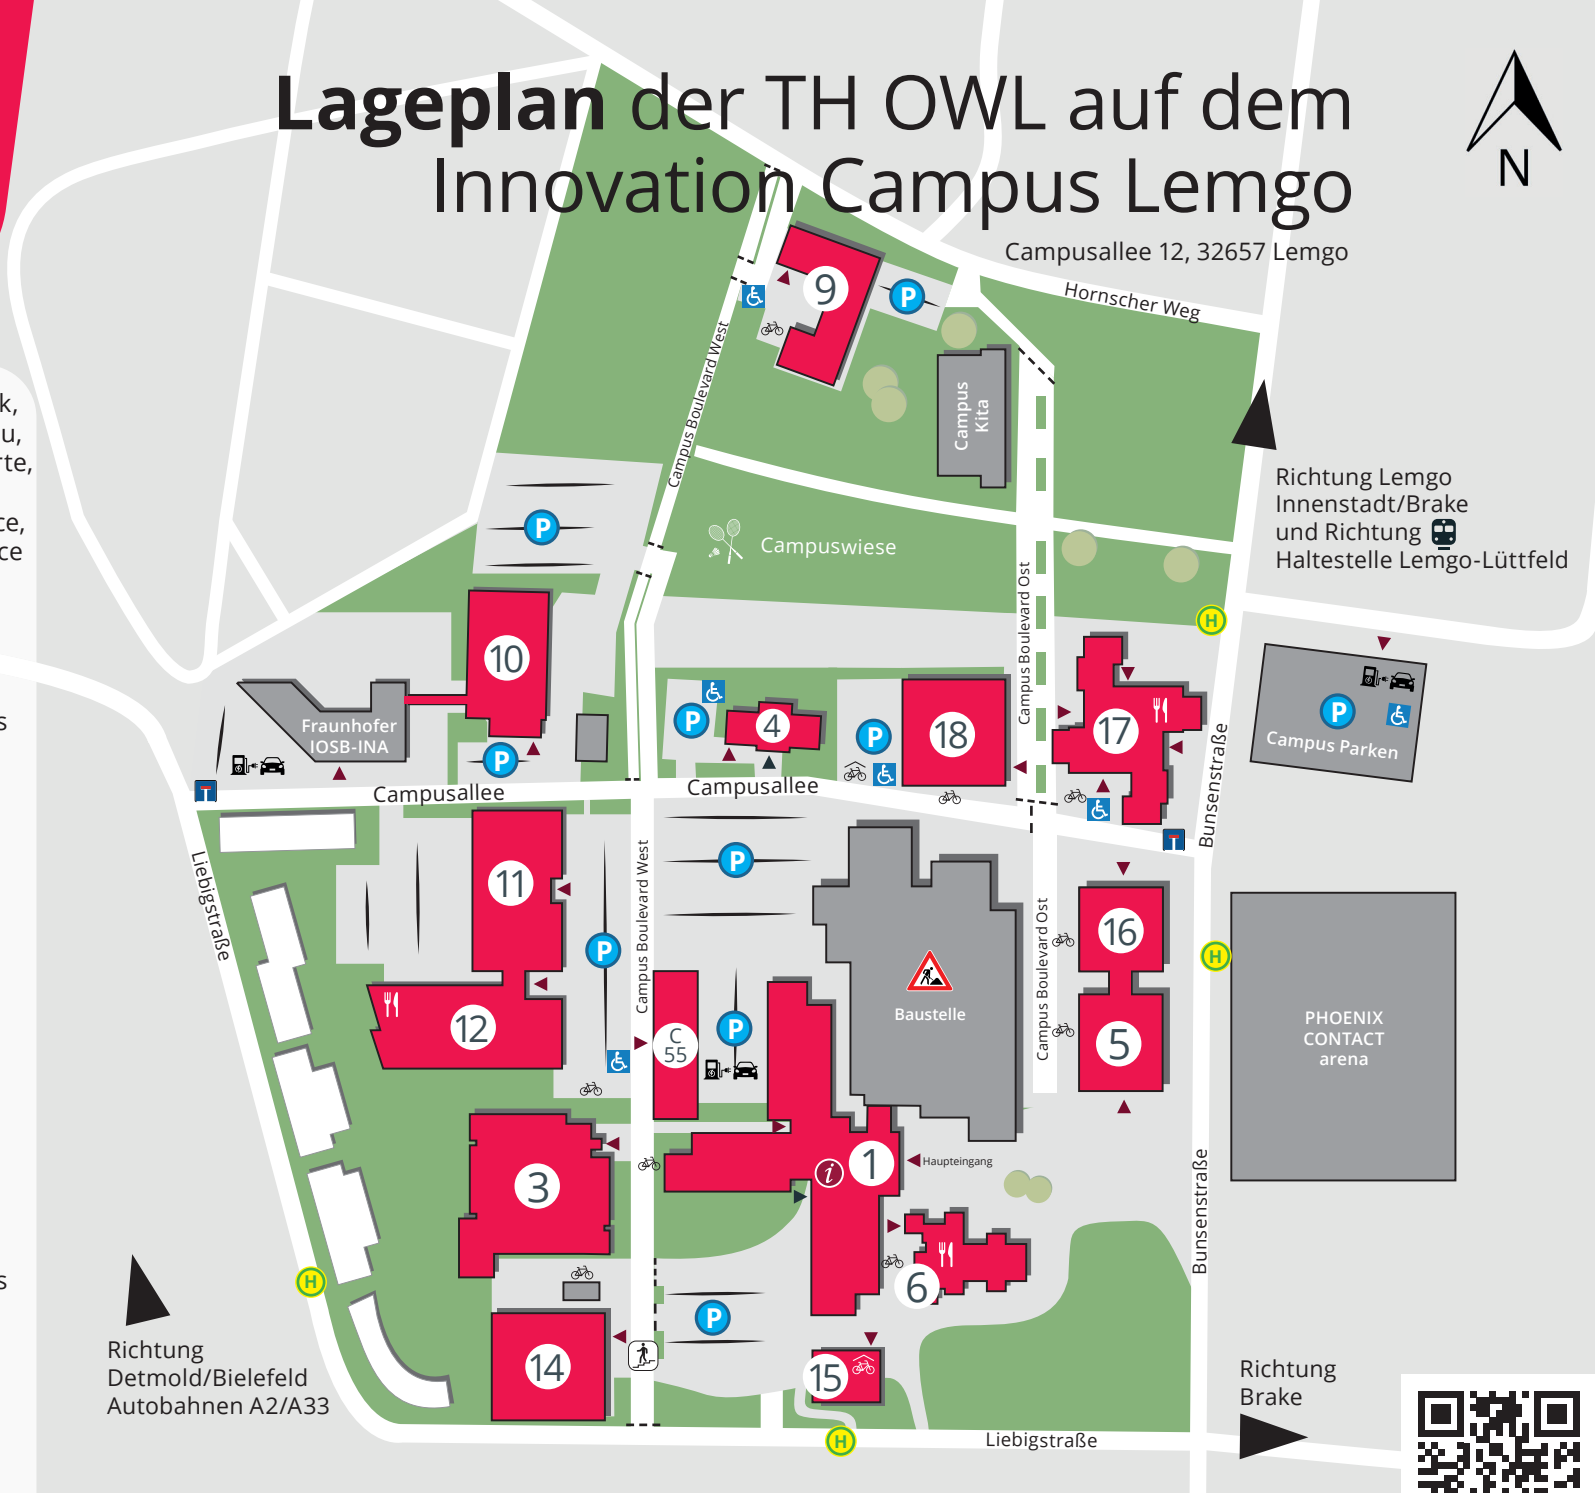 Lageplan der TH OWL auf dem
Innovation Campus Lemgo
Campusallee 12, 32657 Lemgo
N
Hornscher Weg
k,
u,
rte,
ce,
ce
s
s
9
P
Campus Boulevard West
Campus
Kita
Richtung Lemgo
Innenstadt/Brake
und Richtung
Haltestelle Lemgo-Lüttfeld
P
Campuswiese
Campus Boulevard Ost
H
10
Fraunhofer
IOSB-INA
P
P
4
P
18
17
P
Campus Parken
Bunsenstraße
Campusallee
Campusallee
Liebigstraße
11
P
Campus Boulevard West
P
Campus Boulevard Ost
16
H
12
C
55
P
Baustelle
5
PHOENIX
CONTACT
arena
3
i
1
Haupteingang
Bunsenstraße
6
H
P
Richtung
Detmold/Bielefeld
Autobahnen A2/A33
14
15
Richtung
Brake
H
Liebigstraße